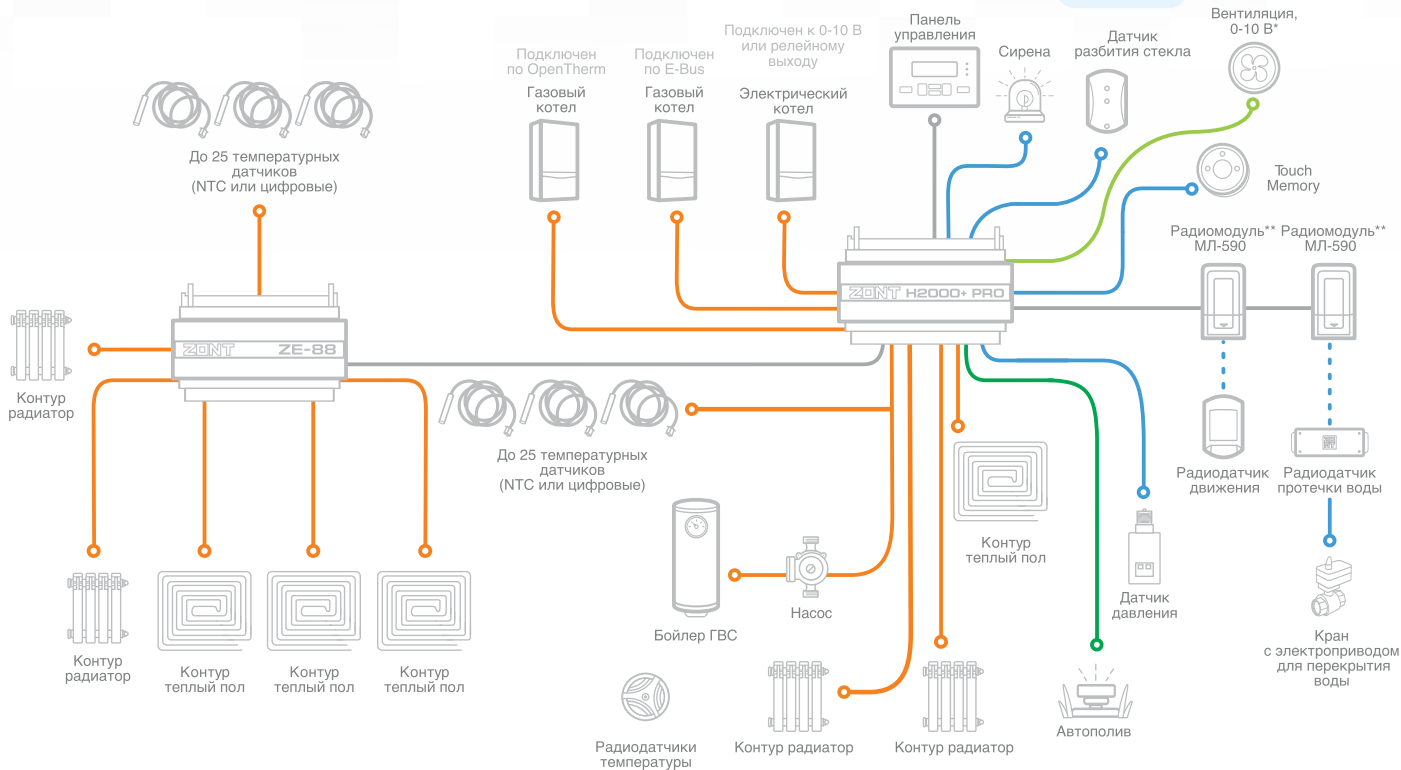 Подключен
по OpenTherm
Газовый
котел
Подключен
по E-Bus
Газовый
котел
Подключен к 0-10 В
или релейному
выходу
Электрический
котел
Панель
управления
Сирена
Датчик
разбития стекла
Вентиляция,
0-10 В*
До 25 температурных
датчиков
(NTC или цифровые)
Touch
Memory
Радиомодуль**
МЛ-590
Радиомодуль**
МЛ-590
ZONT H2000+ PRO
ZONT ZE-88
Контур
радиатор
До 25 температурных
датчиков
(NTC или цифровые)
Радиодатчик
движения
Радиодатчик
протечки воды
Контур
теплый пол
Датчик
давления
Насос
Бойлер ГВС
Кран
с электроприводом
для перекрытия
воды
Контур
радиатор
Контур
теплый пол
Контур
теплый пол
Контур
теплый пол
Автополив
Радиодатчики
температуры
Контур радиатор
Контур радиатор